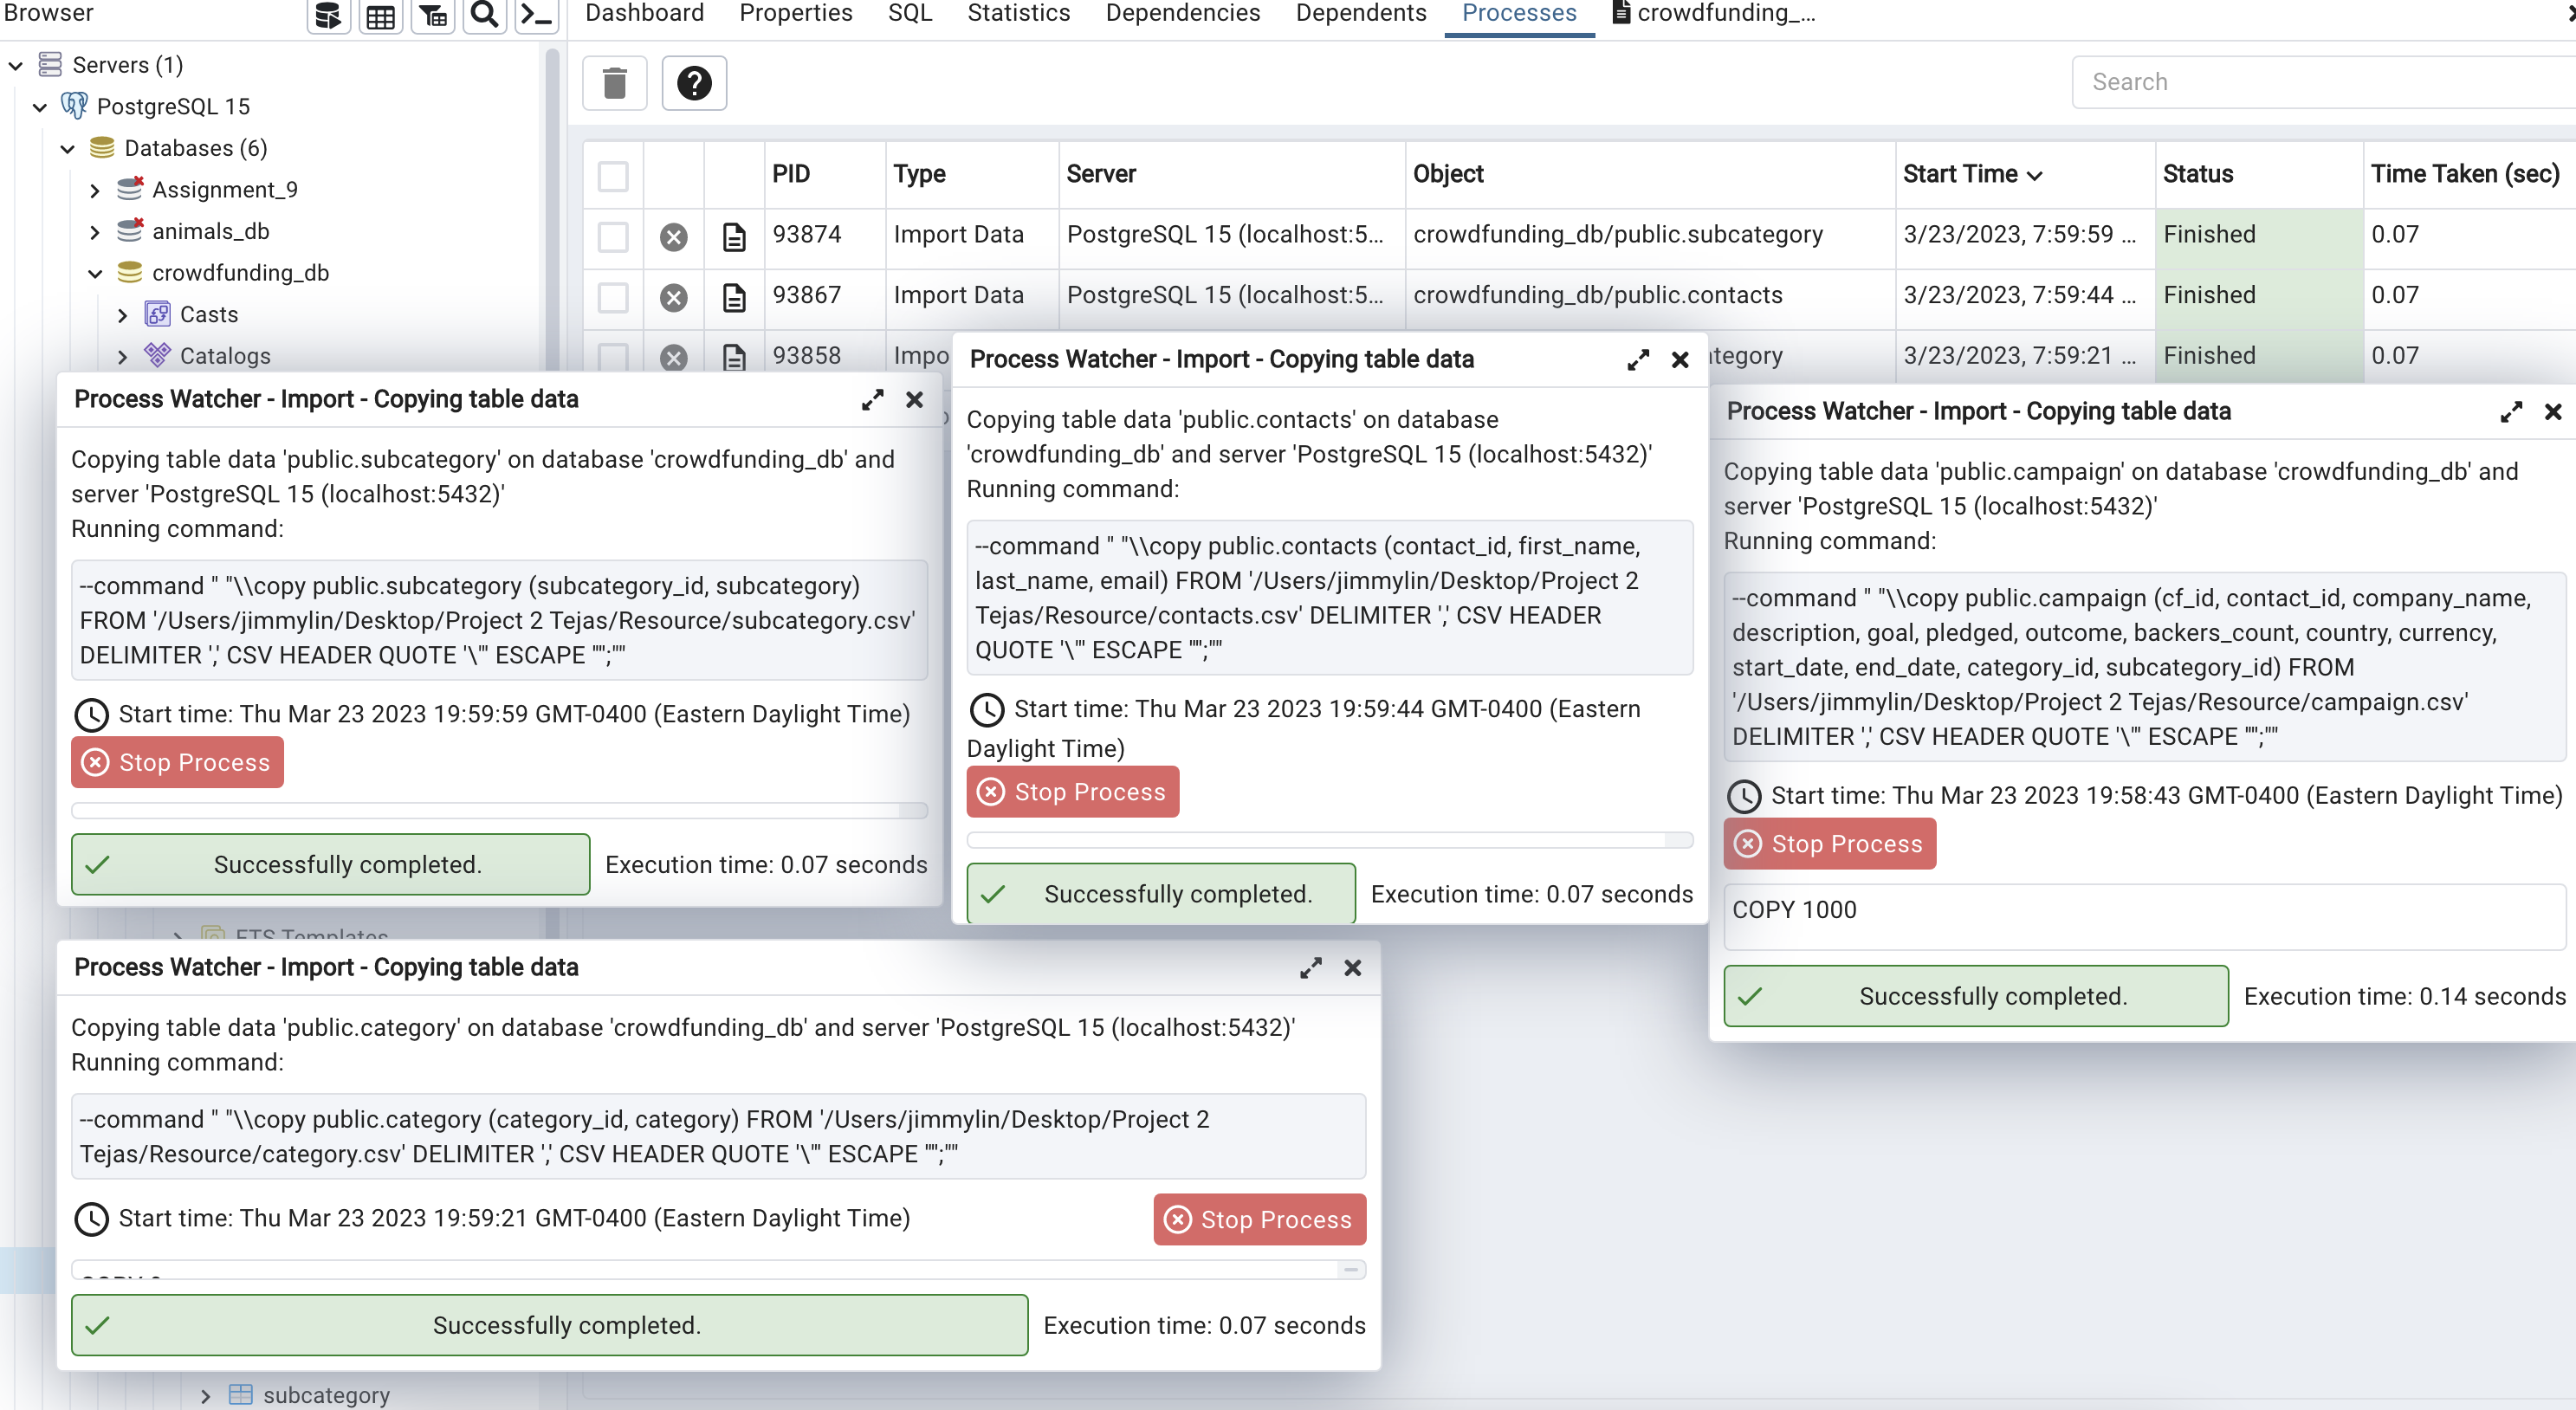 Browser
Dashboard Properties SQL Statistics Dependencies Dependents Processes crowdfunding_...
Servers (1)
PostgreSQL 15
Databases (6)
Assignment_9
animals_db
crowdfunding_db
Casts
Catalogs
Search
PID Type Server Object Start Time Status Time Taken (sec)
93874 Import Data PostgreSQL 15 (localhost:5... crowdfunding_db/public.subcategory 3/23/2023, 7:59:59 ... Finished 0.07
93867 Import Data PostgreSQL 15 (localhost:5... crowdfunding_db/public.contacts 3/23/2023, 7:59:44 ... Finished 0.07
93858 Impo tegory 3/23/2023, 7:59:21 ... Finished 0.07
Process Watcher - Import - Copying table data
Copying table data 'public.subcategory' on database 'crowdfunding_db' and
server 'PostgreSQL 15 (localhost:5432)'
Running command:
--command " "\\copy public.subcategory (subcategory_id, subcategory)
FROM '/Users/jimmylin/Desktop/Project 2 Tejas/Resource/subcategory.csv'
DELIMITER ',' CSV HEADER QUOTE '\"' ESCAPE '''';""
Start time: Thu Mar 23 2023 19:59:59 GMT-0400 (Eastern Daylight Time)
Stop Process
Successfully completed. Execution time: 0.07 seconds
Process Watcher - Import - Copying table data
Copying table data 'public.contacts' on database
'crowdfunding_db' and server 'PostgreSQL 15 (localhost:5432)'
Running command:
--command " "\\copy public.contacts (contact_id, first_name,
last_name, email) FROM '/Users/jimmylin/Desktop/Project 2
Tejas/Resource/contacts.csv' DELIMITER ',' CSV HEADER
QUOTE '\"' ESCAPE '''';""
Start time: Thu Mar 23 2023 19:59:44 GMT-0400 (Eastern
Daylight Time)
Stop Process
Successfully completed. Execution time: 0.07 seconds
Process Watcher - Import - Copying table data
Copying table data 'public.campaign' on database 'crowdfunding_db' and
server 'PostgreSQL 15 (localhost:5432)'
Running command:
--command " "\\copy public.campaign (cf_id, contact_id, company_name,
description, goal, pledged, outcome, backers_count, country, currency,
start_date, end_date, category_id, subcategory_id) FROM
'/Users/jimmylin/Desktop/Project 2 Tejas/Resource/campaign.csv'
DELIMITER ',' CSV HEADER QUOTE '\"' ESCAPE '''';""
Start time: Thu Mar 23 2023 19:58:43 GMT-0400 (Eastern Daylight Time)
Stop Process
COPY 1000
Successfully completed. Execution time: 0.14 seconds
FTS Templates
Process Watcher - Import - Copying table data
Copying table data 'public.category' on database 'crowdfunding_db' and server 'PostgreSQL 15 (localhost:5432)'
Running command:
--command " "\\copy public.category (category_id, category) FROM '/Users/jimmylin/Desktop/Project 2
Tejas/Resource/category.csv' DELIMITER ',' CSV HEADER QUOTE '\"' ESCAPE '''';""
Start time: Thu Mar 23 2023 19:59:21 GMT-0400 (Eastern Daylight Time)
Stop Process
Successfully completed. Execution time: 0.07 seconds
subcategory